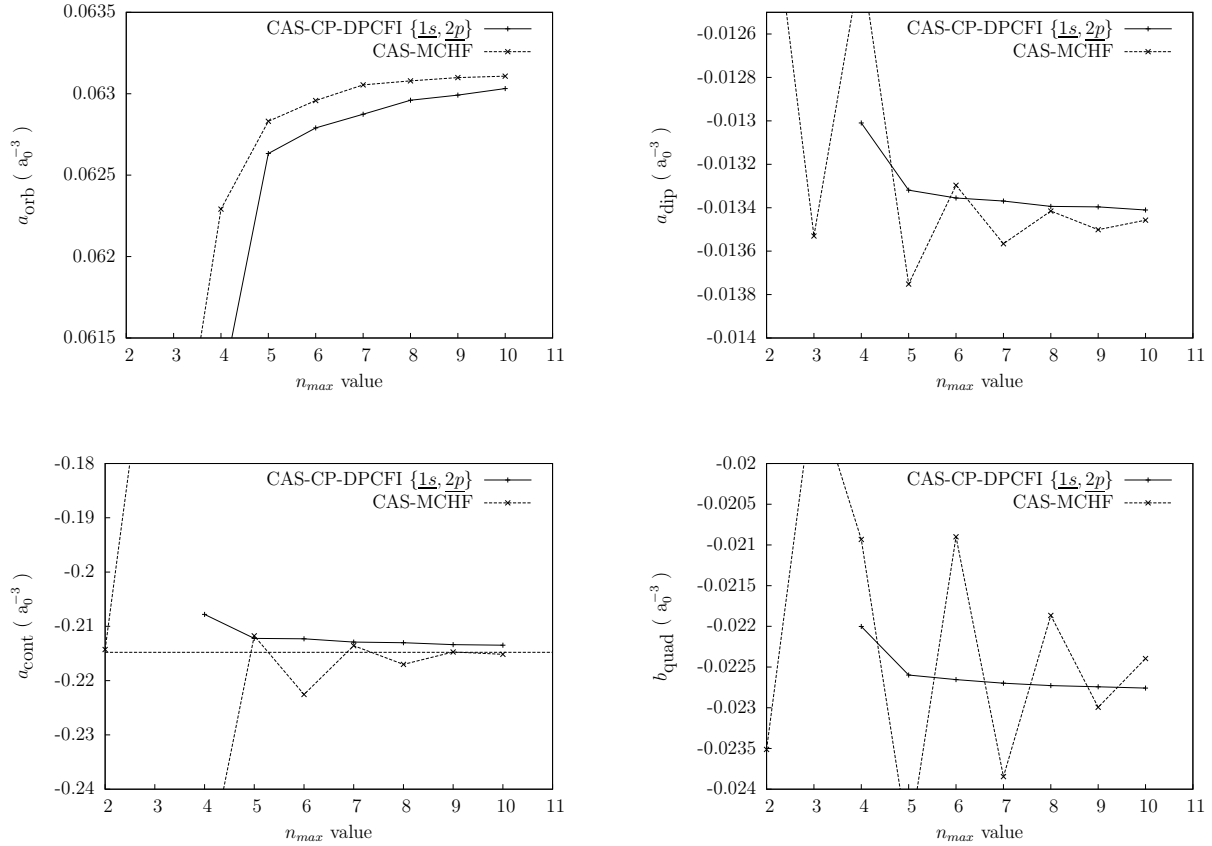 0.0635
0.063
0.0625
0.062
0.0615
a_orb ( a_0^{-3} )
CAS-CP-DPCFI {1s, 2p}
CAS-MCHF
2 3 4 5 6 7 8 9 10 11
n_max value
-0.0126
-0.0128
-0.013
-0.0132
-0.0134
-0.0136
-0.0138
-0.014
a_dip ( a_0^{-3} )
CAS-CP-DPCFI {1s, 2p}
CAS-MCHF
2 3 4 5 6 7 8 9 10 11
n_max value
-0.18
-0.19
-0.2
-0.21
-0.22
-0.23
-0.24
a_cont ( a_0^{-3} )
CAS-CP-DPCFI {1s, 2p}
CAS-MCHF
2 3 4 5 6 7 8 9 10 11
n_max value
-0.02
-0.0205
-0.021
-0.0215
-0.022
-0.0225
-0.023
-0.0235
-0.024
b_quad ( a_0^{-3} )
CAS-CP-DPCFI {1s, 2p}
CAS-MCHF
2 3 4 5 6 7 8 9 10 11
n_max value